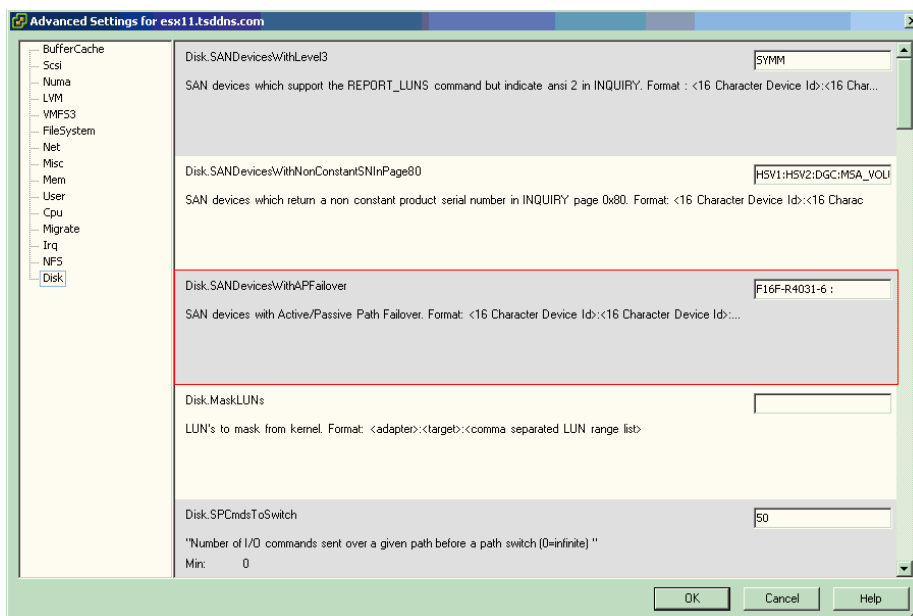 Advanced Settings for esx11.tsddns.com
BufferCache
Scsi
Numa
LVM
VMFS3
FileSystem
Net
Misc
Mem
User
Cpu
Migrate
Irq
NFS
Disk
Disk.SANDevicesWithLevel3
SYMM
SAN devices which support the REPORT_LUNS command but indicate ansi 2 in INQUIRY. Format : <16 Character Device Id>:<16 Char...
Disk.SANDevicesWithNonConstantSNInPage80
HSV1:HSV2:DGC:MSA_VOLU
SAN devices which return a non constant product serial number in INQUIRY page 0x80. Format: <16 Character Device Id>:<16 Charac
Disk.SANDevicesWithAPFailover
F16F-R4031-6 :
SAN devices with Active/Passive Path Failover. Format: <16 Character Device Id>:<16 Character Device Id>:...
Disk.MaskLUNs
LUN's to mask from kernel. Format: <adapter>:<target>:<comma separated LUN range list>
Disk.SPCmdsToSwitch
50
"Number of I/O commands sent over a given path before a path switch (0=infinite) "
Min: 0
OK Cancel Help